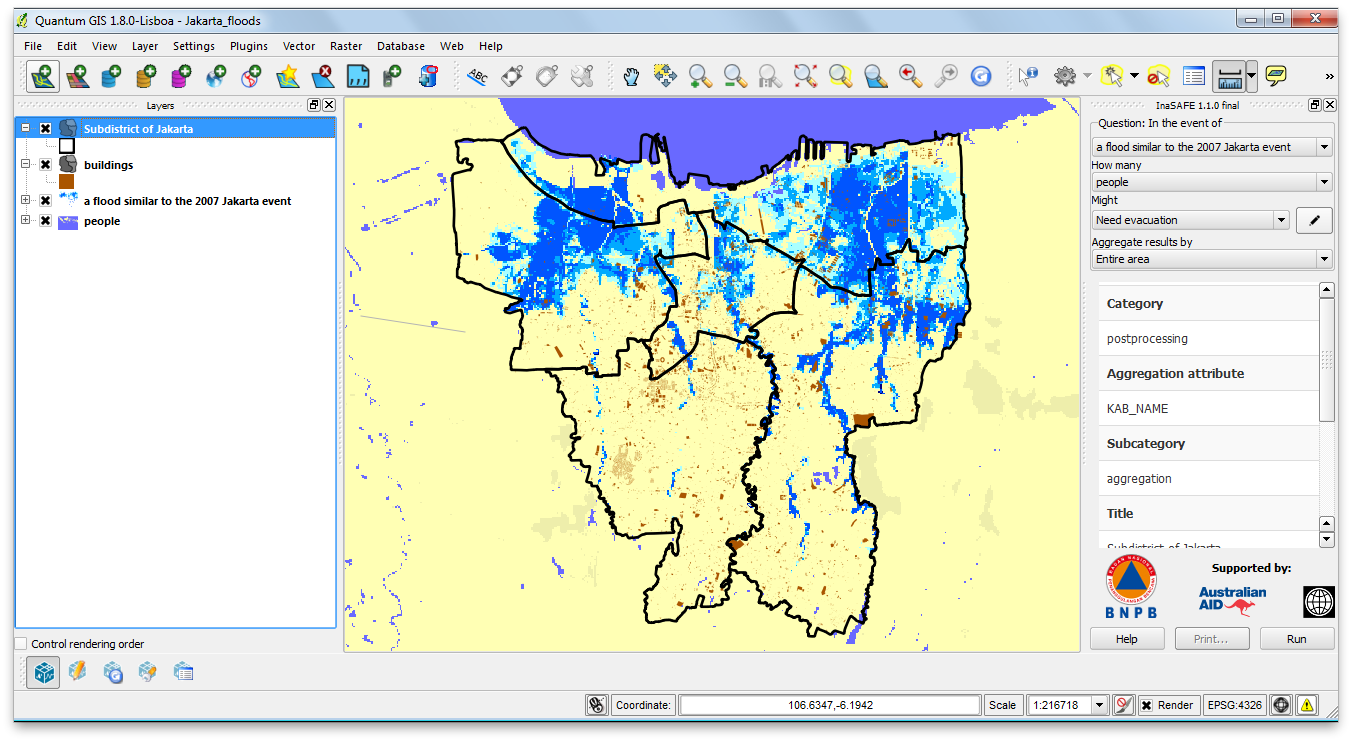 Quantum GIS 1.8.0-Lisboa - Jakarta_floods
File Edit View Layer Settings Plugins Vector Raster Database Web Help
ABC
»
Layers
Subdistrict of Jakarta
buildings
a flood similar to the 2007 Jakarta event
people
Control rendering order
InaSAFE 1.1.0 final
Question: In the event of
a flood similar to the 2007 Jakarta event
How many
people
Might
Need evacuation
Aggregate results by
Entire area
Category
postprocessing
Aggregation attribute
KAB_NAME
Subcategory
aggregation
Title
Subdistrict of Jakarta
BNPB
Supported by:
Australian
AID
Help Print... Run
Coordinate: 106.6347,-6.1942 Scale 1:216718 Render EPSG:4326